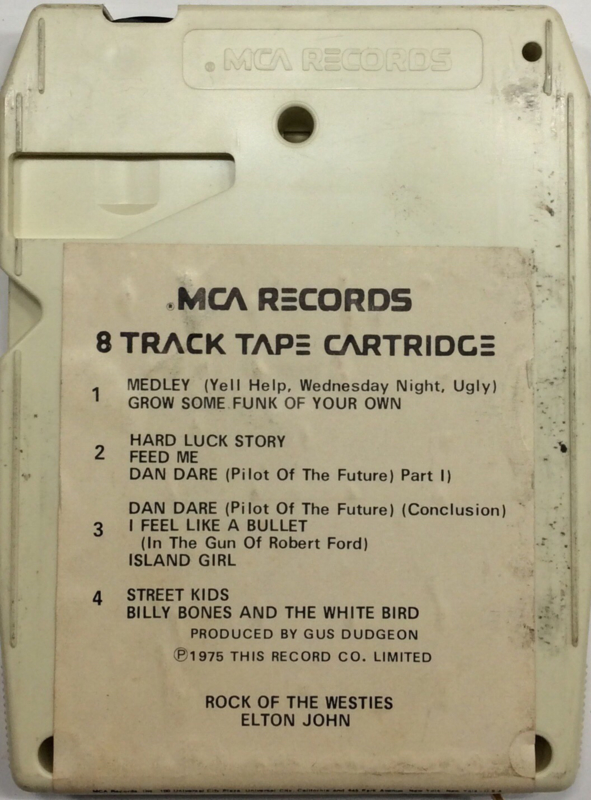 MCA RECORDS
MCA RECORDS
8 TRACK TAPE CARTRIDGE
1 MEDLEY (Yell Help, Wednesday Night, Ugly)
GROW SOME FUNK OF YOUR OWN
2 HARD LUCK STORY
FEED ME
DAN DARE (Pilot Of The Future) Part I)
3 DAN DARE (Pilot Of The Future) (Conclusion)
I FEEL LIKE A BULLET
(In The Gun Of Robert Ford)
ISLAND GIRL
4 STREET KIDS
BILLY BONES AND THE WHITE BIRD
PRODUCED BY GUS DUDGEON
Ⓟ1975 THIS RECORD CO. LIMITED
ROCK OF THE WESTIES
ELTON JOHN
MCA Records, Inc.